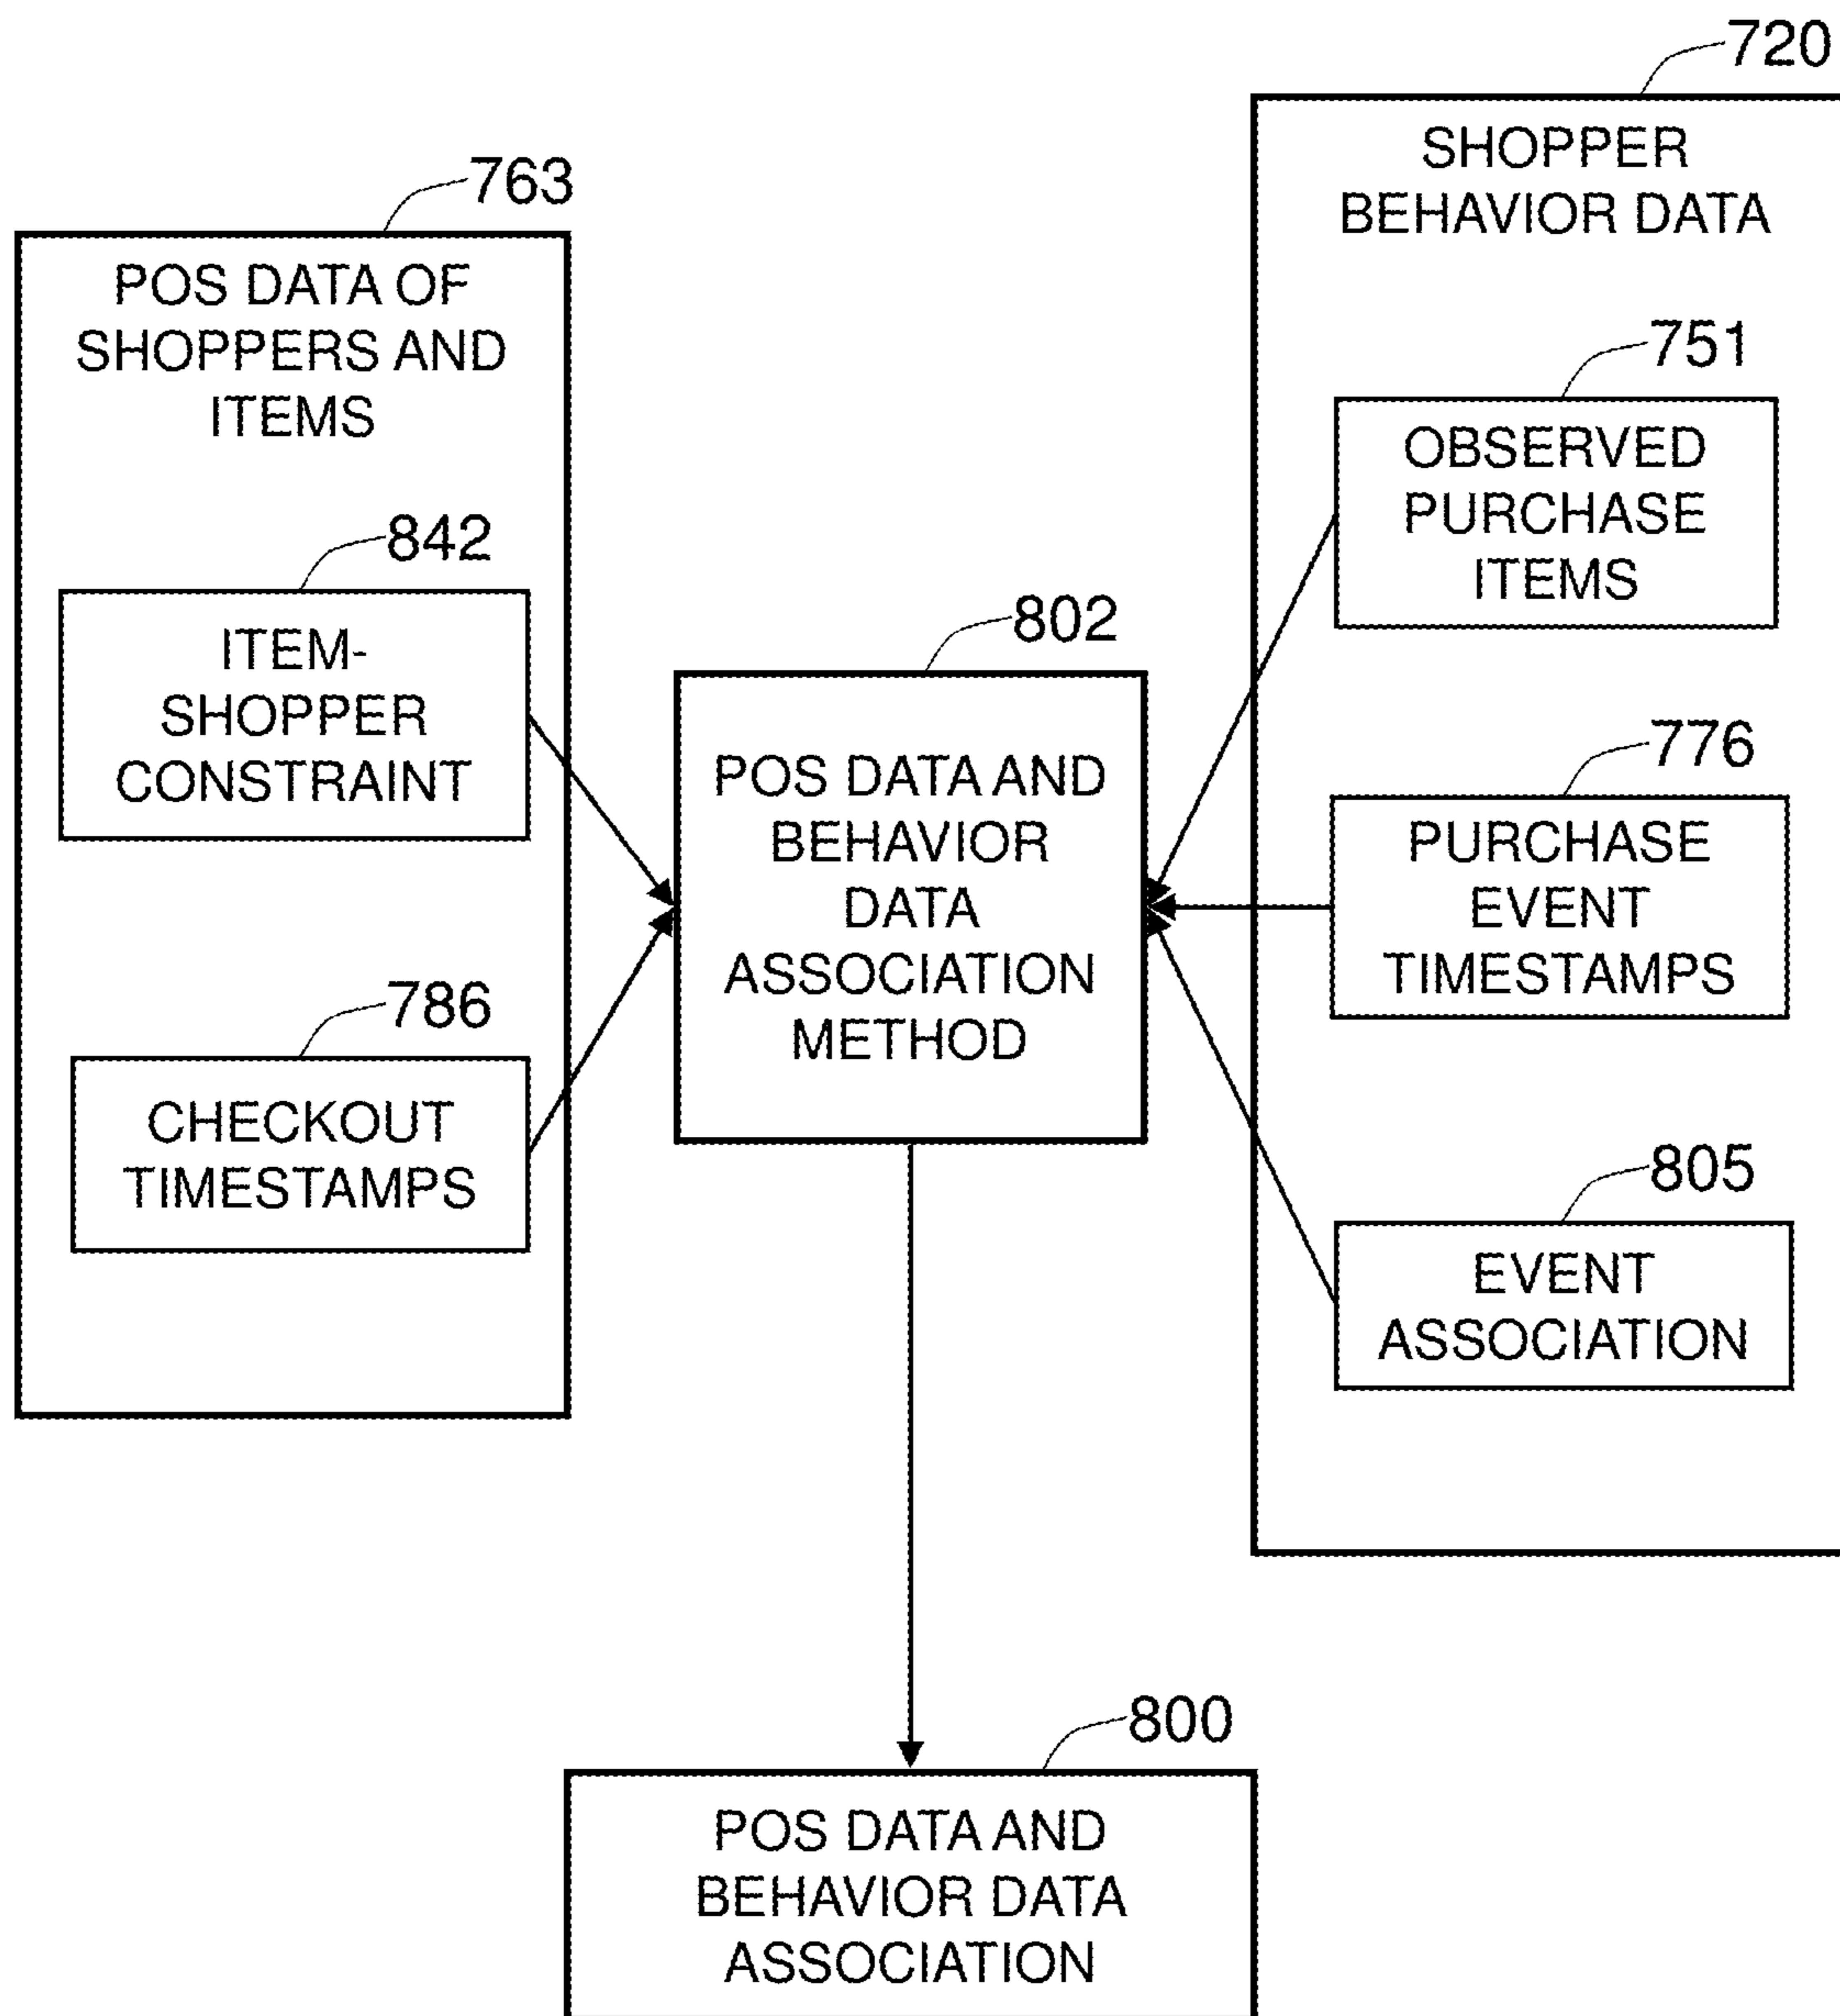 720
SHOPPER
BEHAVIOR DATA
763
POS DATA OF
SHOPPERS AND
ITEMS
751
OBSERVED
PURCHASE
ITEMS
842
ITEM-
SHOPPER
CONSTRAINT
802
POS DATA AND
BEHAVIOR
DATA
ASSOCIATION
METHOD
776
PURCHASE
EVENT
TIMESTAMPS
786
CHECKOUT
TIMESTAMPS
805
EVENT
ASSOCIATION
800
POS DATA AND
BEHAVIOR DATA
ASSOCIATION